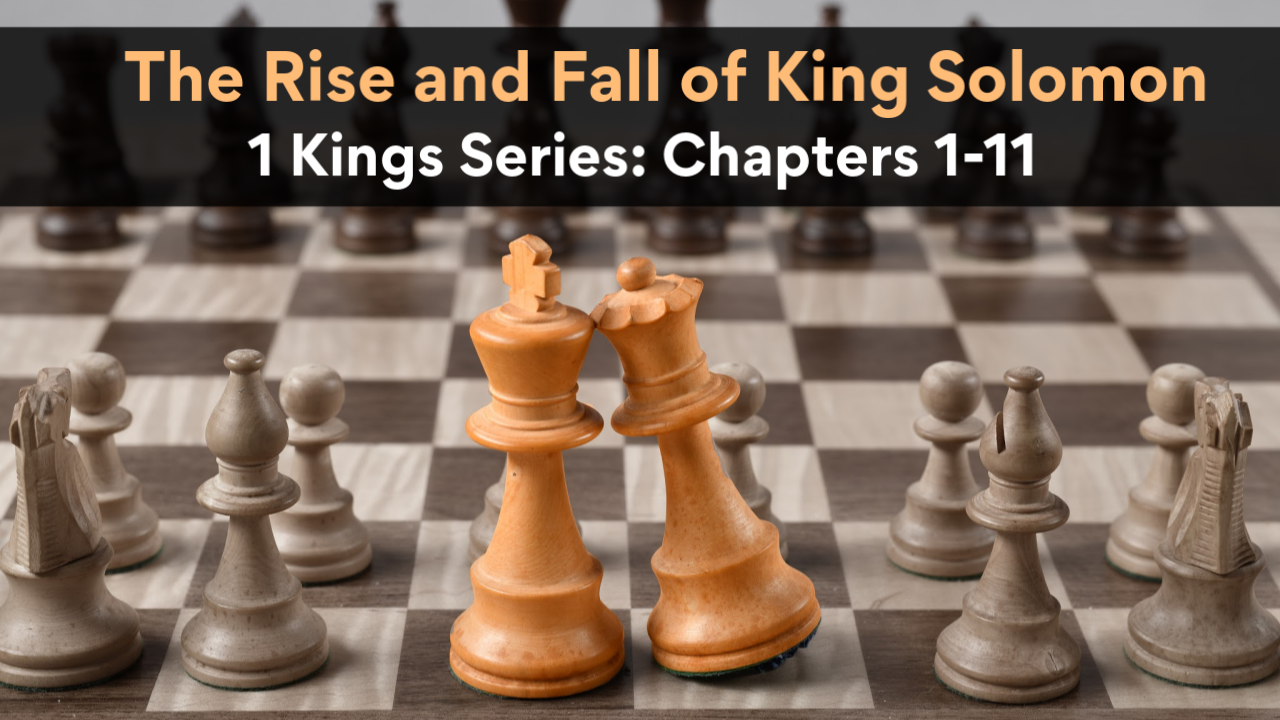 The Rise and Fall of King Solomon
1 Kings Series: Chapters 1-11